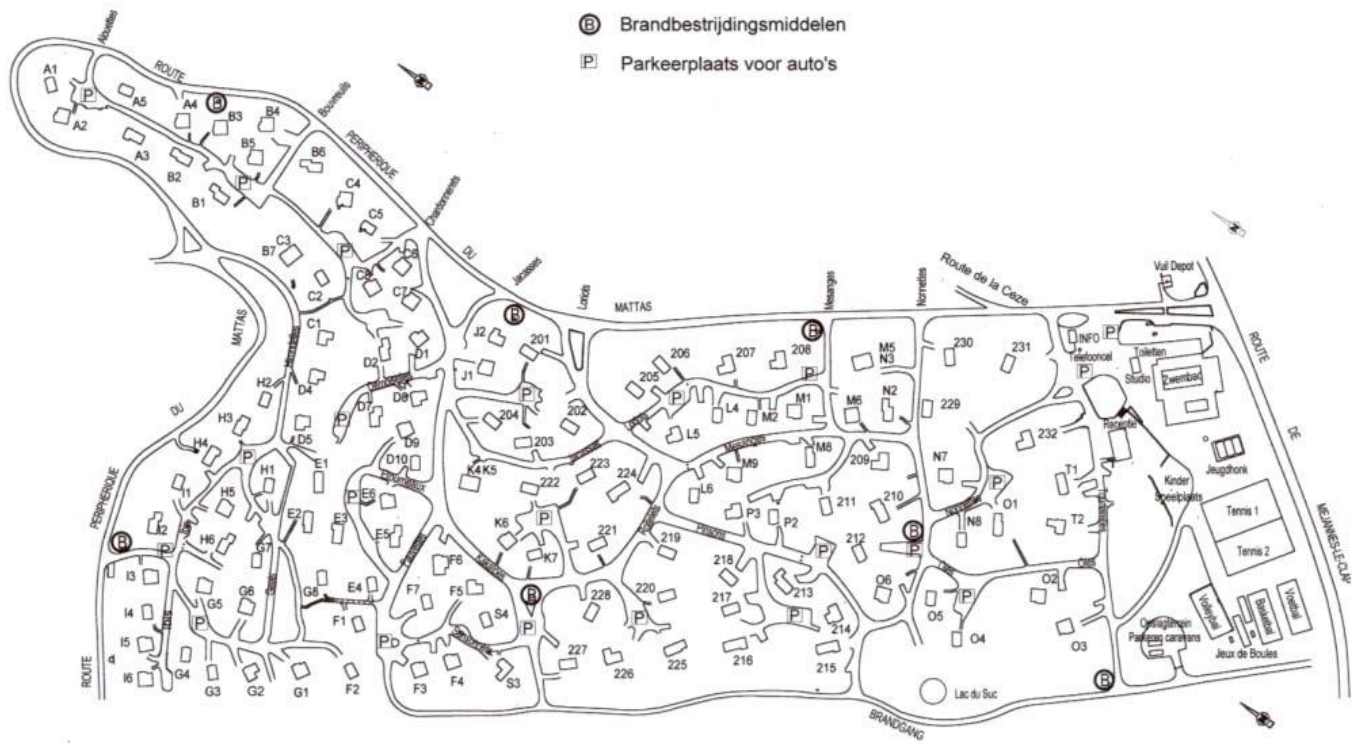 B Brandbestrijdingsmiddelen
P Parkeerplaats voor auto's
Alouettes
ROUTE
A1
A5
A4
B
B3
B4
Bouvreuils
P
A2
A3
B2
B5
P
B1
B6
PERIPHERIQUE
C4
C5
Chardonnerets
DU
Jacasses
Loriots
MATTAS
Mesanges
Nonnettes
Route de la Ceze
Vuil Depot
C3
B7
P
C6
C8
C7
C2
C1
MATTAS
DU
PERIPHERIQUE
ROUTE
D2
D1
D4
D7
D8
P
D5
D9
D10
J2
B
201
J1
P
204
202
203
206
205
P
207
208
B
P
L4
M2
M1
L5
Mesanges
M5
N3
M6
N2
230
231
229
232
INFO
P
Telefooncel
P
Toiletten
Studio
Zwembad
Receptie
Jeugdhonk
Kinder
Speelplaats
ROUTE
DE
MEJANNES-LE-CLAP
H2
H3
H4
P
H1
H5
H6
I1
I2
B
P
I3
I4
I5
I6
E1
E2
E3
E4
E5
E6
P
G7
G8
G5
G6
P
G4
G3
G2
G1
F1
F2
P
F7
F6
F5
S4
F3
F4
S3
K4
K5
222
223
224
P
K6
K7
221
B
P
219
220
228
P
227
226
225
M9
M8
L6
P3
P2
Pinsons
209
211
210
212
B
P
P
218
217
213
P
214
216
215
O6
N7
P
N8
O1
T1
T2
O5
P
O4
O2
O3
B
Tennis 1
Tennis 2
Volleybal
Basketbal
Voetbal
Opslagterrein
Parkeren caravans
Jeux de Boules
Lac du Suc
BRANDGANG